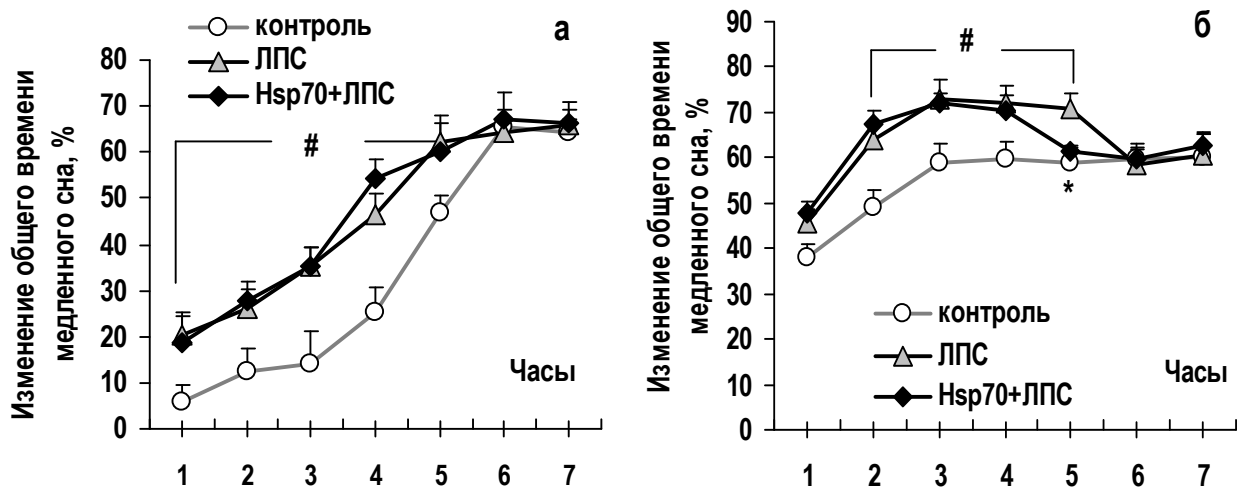 а
контроль
ЛПС
Hsp70+ЛПС
Изменение общего времени
медленного сна, %
80
70
60
50
40
30
20
10
0
#
Часы
1 2 3 4 5 6 7
б
Изменение общего времени
медленного сна, %
90
80
70
60
50
40
30
20
10
0
#
*
контроль
ЛПС
Hsp70+ЛПС
Часы
1 2 3 4 5 6 7